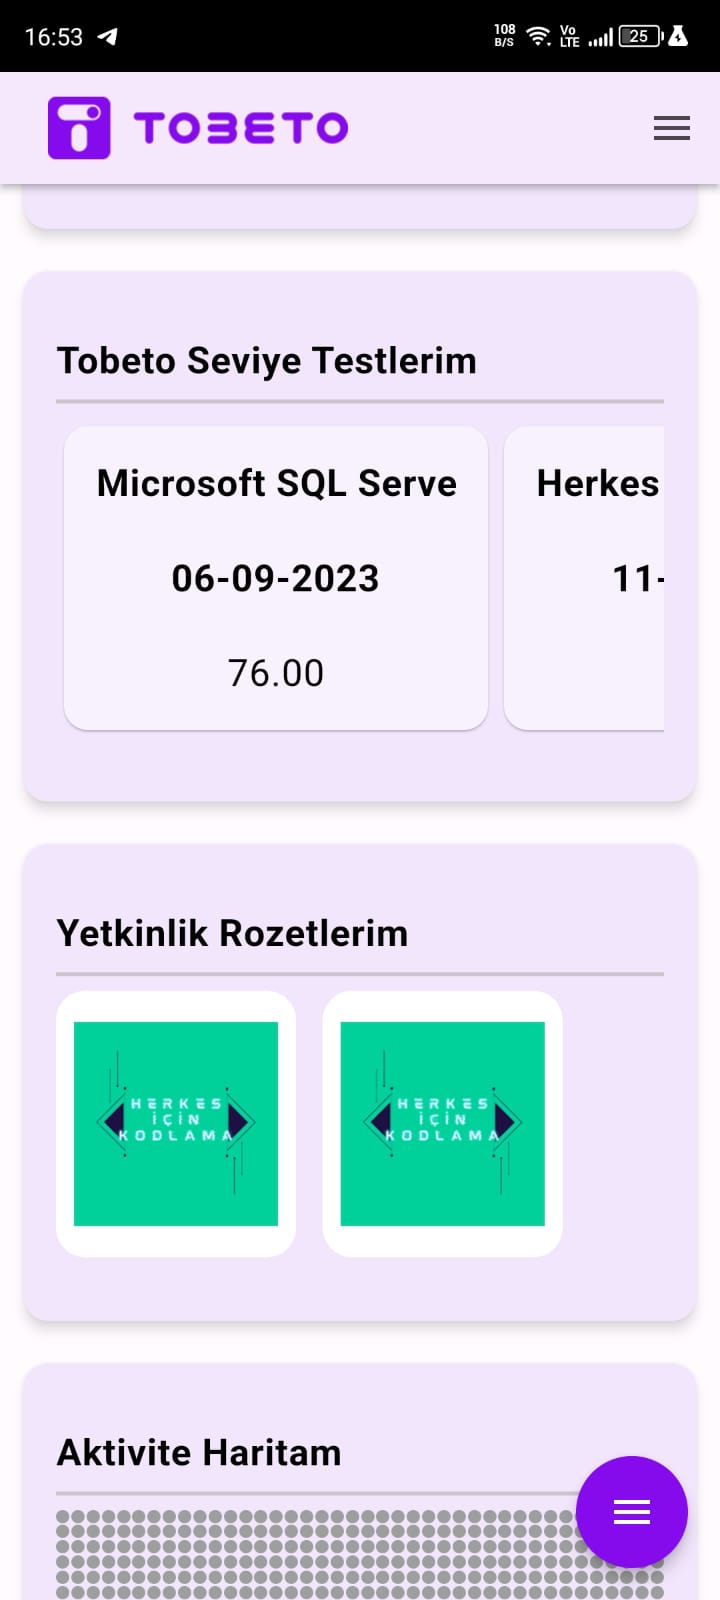 16:53
108
B/S
Vo
LTE
25
TOBETO
Tobeto Seviye Testlerim
Microsoft SQL Serve
06-09-2023
76.00
Herkes
11-
Yetkinlik Rozetlerim
HERKES
İÇİN
KODLAMA
HERKES
İÇİN
KODLAMA
Aktivite Haritam